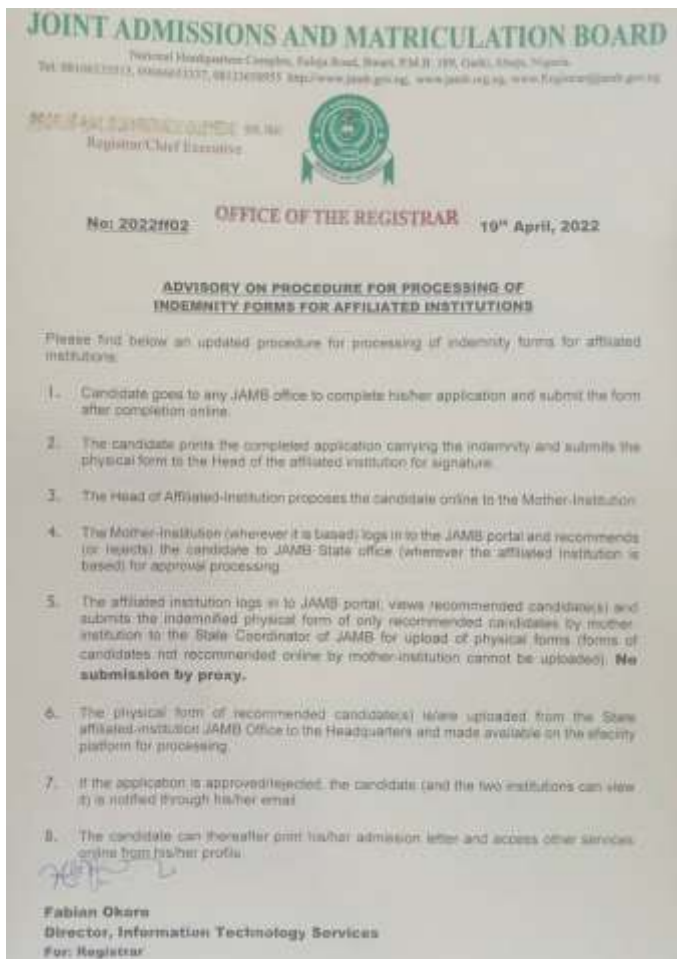 JOINT ADMISSIONS AND MATRICULATION BOARD
National Headquarters Complex, Road, Bwari, P.M.B. 189, Garki, Abuja, Nigeria.
Registrar/Chief Executive
OFFICE OF THE REGISTRAR
No: 2022ff02
19th April, 2022
ADVISORY ON PROCEDURE FOR PROCESSING OF
INDEMNITY FORMS FOR AFFILIATED INSTITUTIONS
Please find below an updated procedure for processing of indemnity forms for affiliated
institutions.
1. Candidate goes to any JAMB office to complete his/her application and submit the form
after completion online.
2. The candidate prints the completed application carrying the indemnity and submits the
physical form to the Head of the affiliated institution for signature.
3. The Head of Affiliated-Institution proposes the candidate online to the Mother-Institution
4. The Mother-Institution (wherever it is based) logs in to the JAMB portal and recommends
(or rejects) the candidate to JAMB State office (wherever the affiliated institution is
based) for approval processing
5. The affiliated institution logs in to JAMB portal, views recommended candidate(s) and
submits the indemnified physical form of only recommended candidates by mother-
institution to the State Coordinator of JAMB for upload of physical forms (forms of
candidates not recommended online by mother-institution cannot be uploaded). No
submission by proxy.
6. The physical form of recommended candidate(s) is/are uploaded from the State
affiliated-institution JAMB Office to the Headquarters and made available on the efacility
platform for processing
7. If the application is approved/rejected, the candidate (and the two institutions can view
it) is notified through his/her email
8. The candidate can thereafter print his/her admission letter and access other services
online from his/her profile.
Fabian Okoro
Director, Information Technology Services
For: Registrar